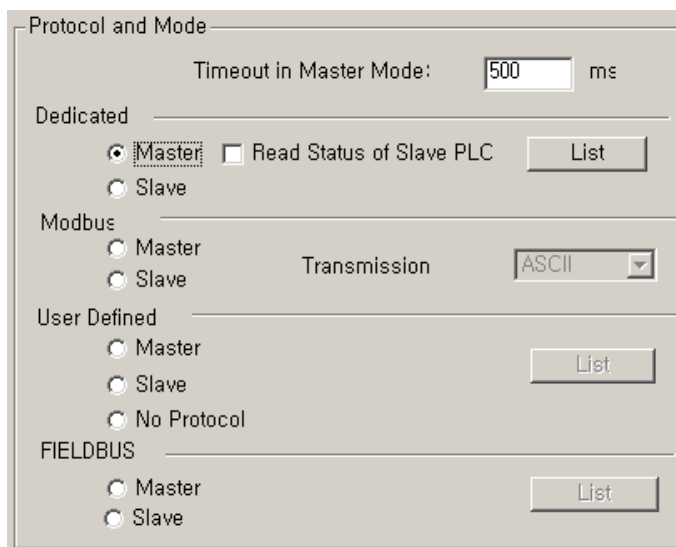 Protocol and Mode
Timeout in Master Mode: 500 ms
Dedicated
Master Read Status of Slave PLC List
Slave
Modbus
Master
Transmission ASCII
Slave
User Defined
Master
List
Slave
No Protocol
FIELDBUS
Master List
Slave